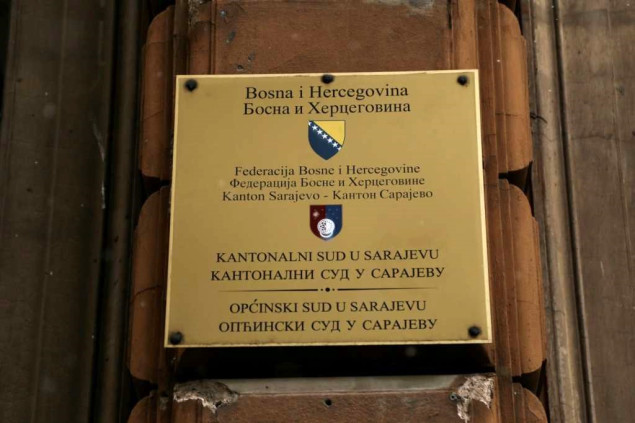 Bosna i Hercegovina
Босна и Херцеговина
Federacija Bosne i Hercegovine
Федерација Босне и Херцеговине
Kanton Sarajevo - Кантон Сарајево
KANTONALNI SUD U SARAJEVU
КАНТОНАЛНИ СУД У САРАЈЕВУ
OPĆINSKI SUD U SARAJEVU
ОПЋИНСКИ СУД У САРАЈЕВУ